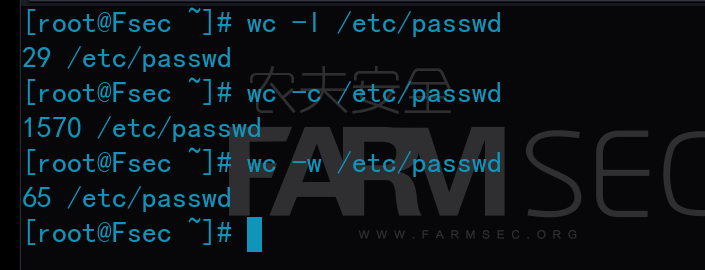 [root@Fsec ~]# wc -l /etc/passwd
29 /etc/passwd
[root@Fsec ~]# wc -c /etc/passwd
1570 /etc/passwd
[root@Fsec ~]# wc -w /etc/passwd
65 /etc/passwd
[root@Fsec ~]#
农夫安全
FARMSEC
WWW.FARMSEC.ORG